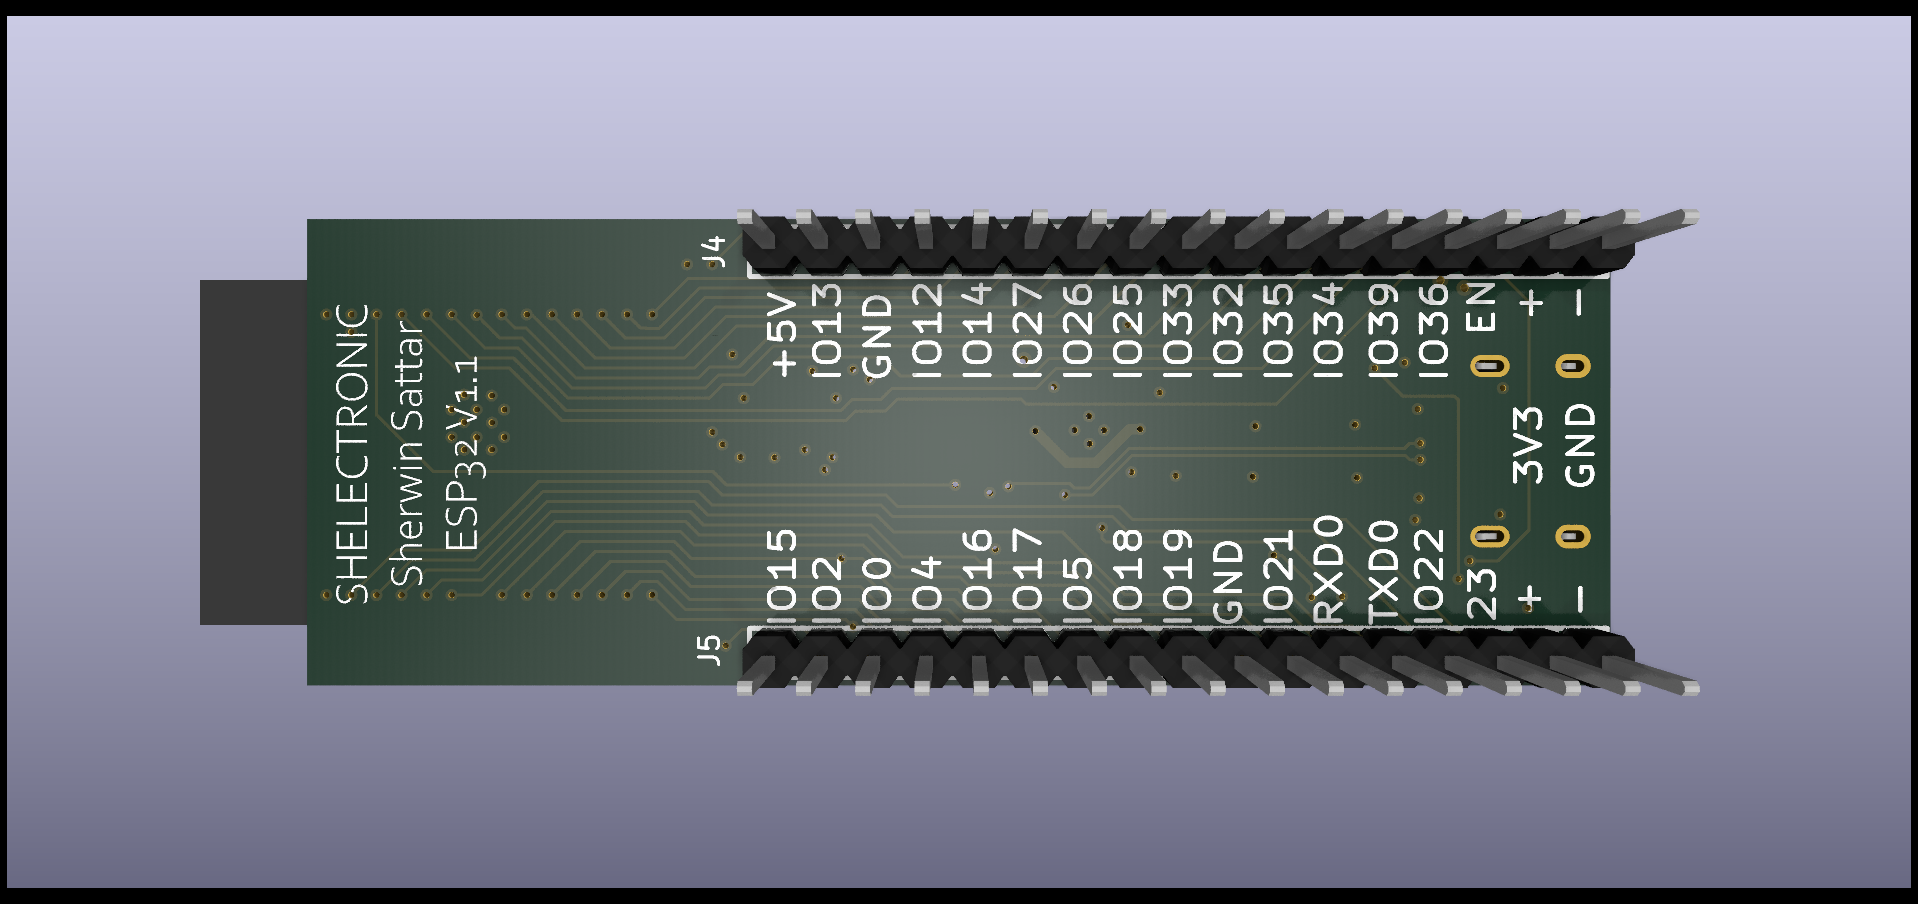 SHELECTRONIC
Sherwin Sattar
ESP32 V1.1
J4
+5V
IO13
GND
IO12
IO14
IO27
IO26
IO25
IO33
IO32
IO35
IO34
IO39
IO36
EN
+
-
3V3
GND
J5
IO15
IO2
IO0
IO4
IO16
IO17
IO5
IO18
IO19
GND
IO21
RXD0
TXD0
IO22
23
+
-